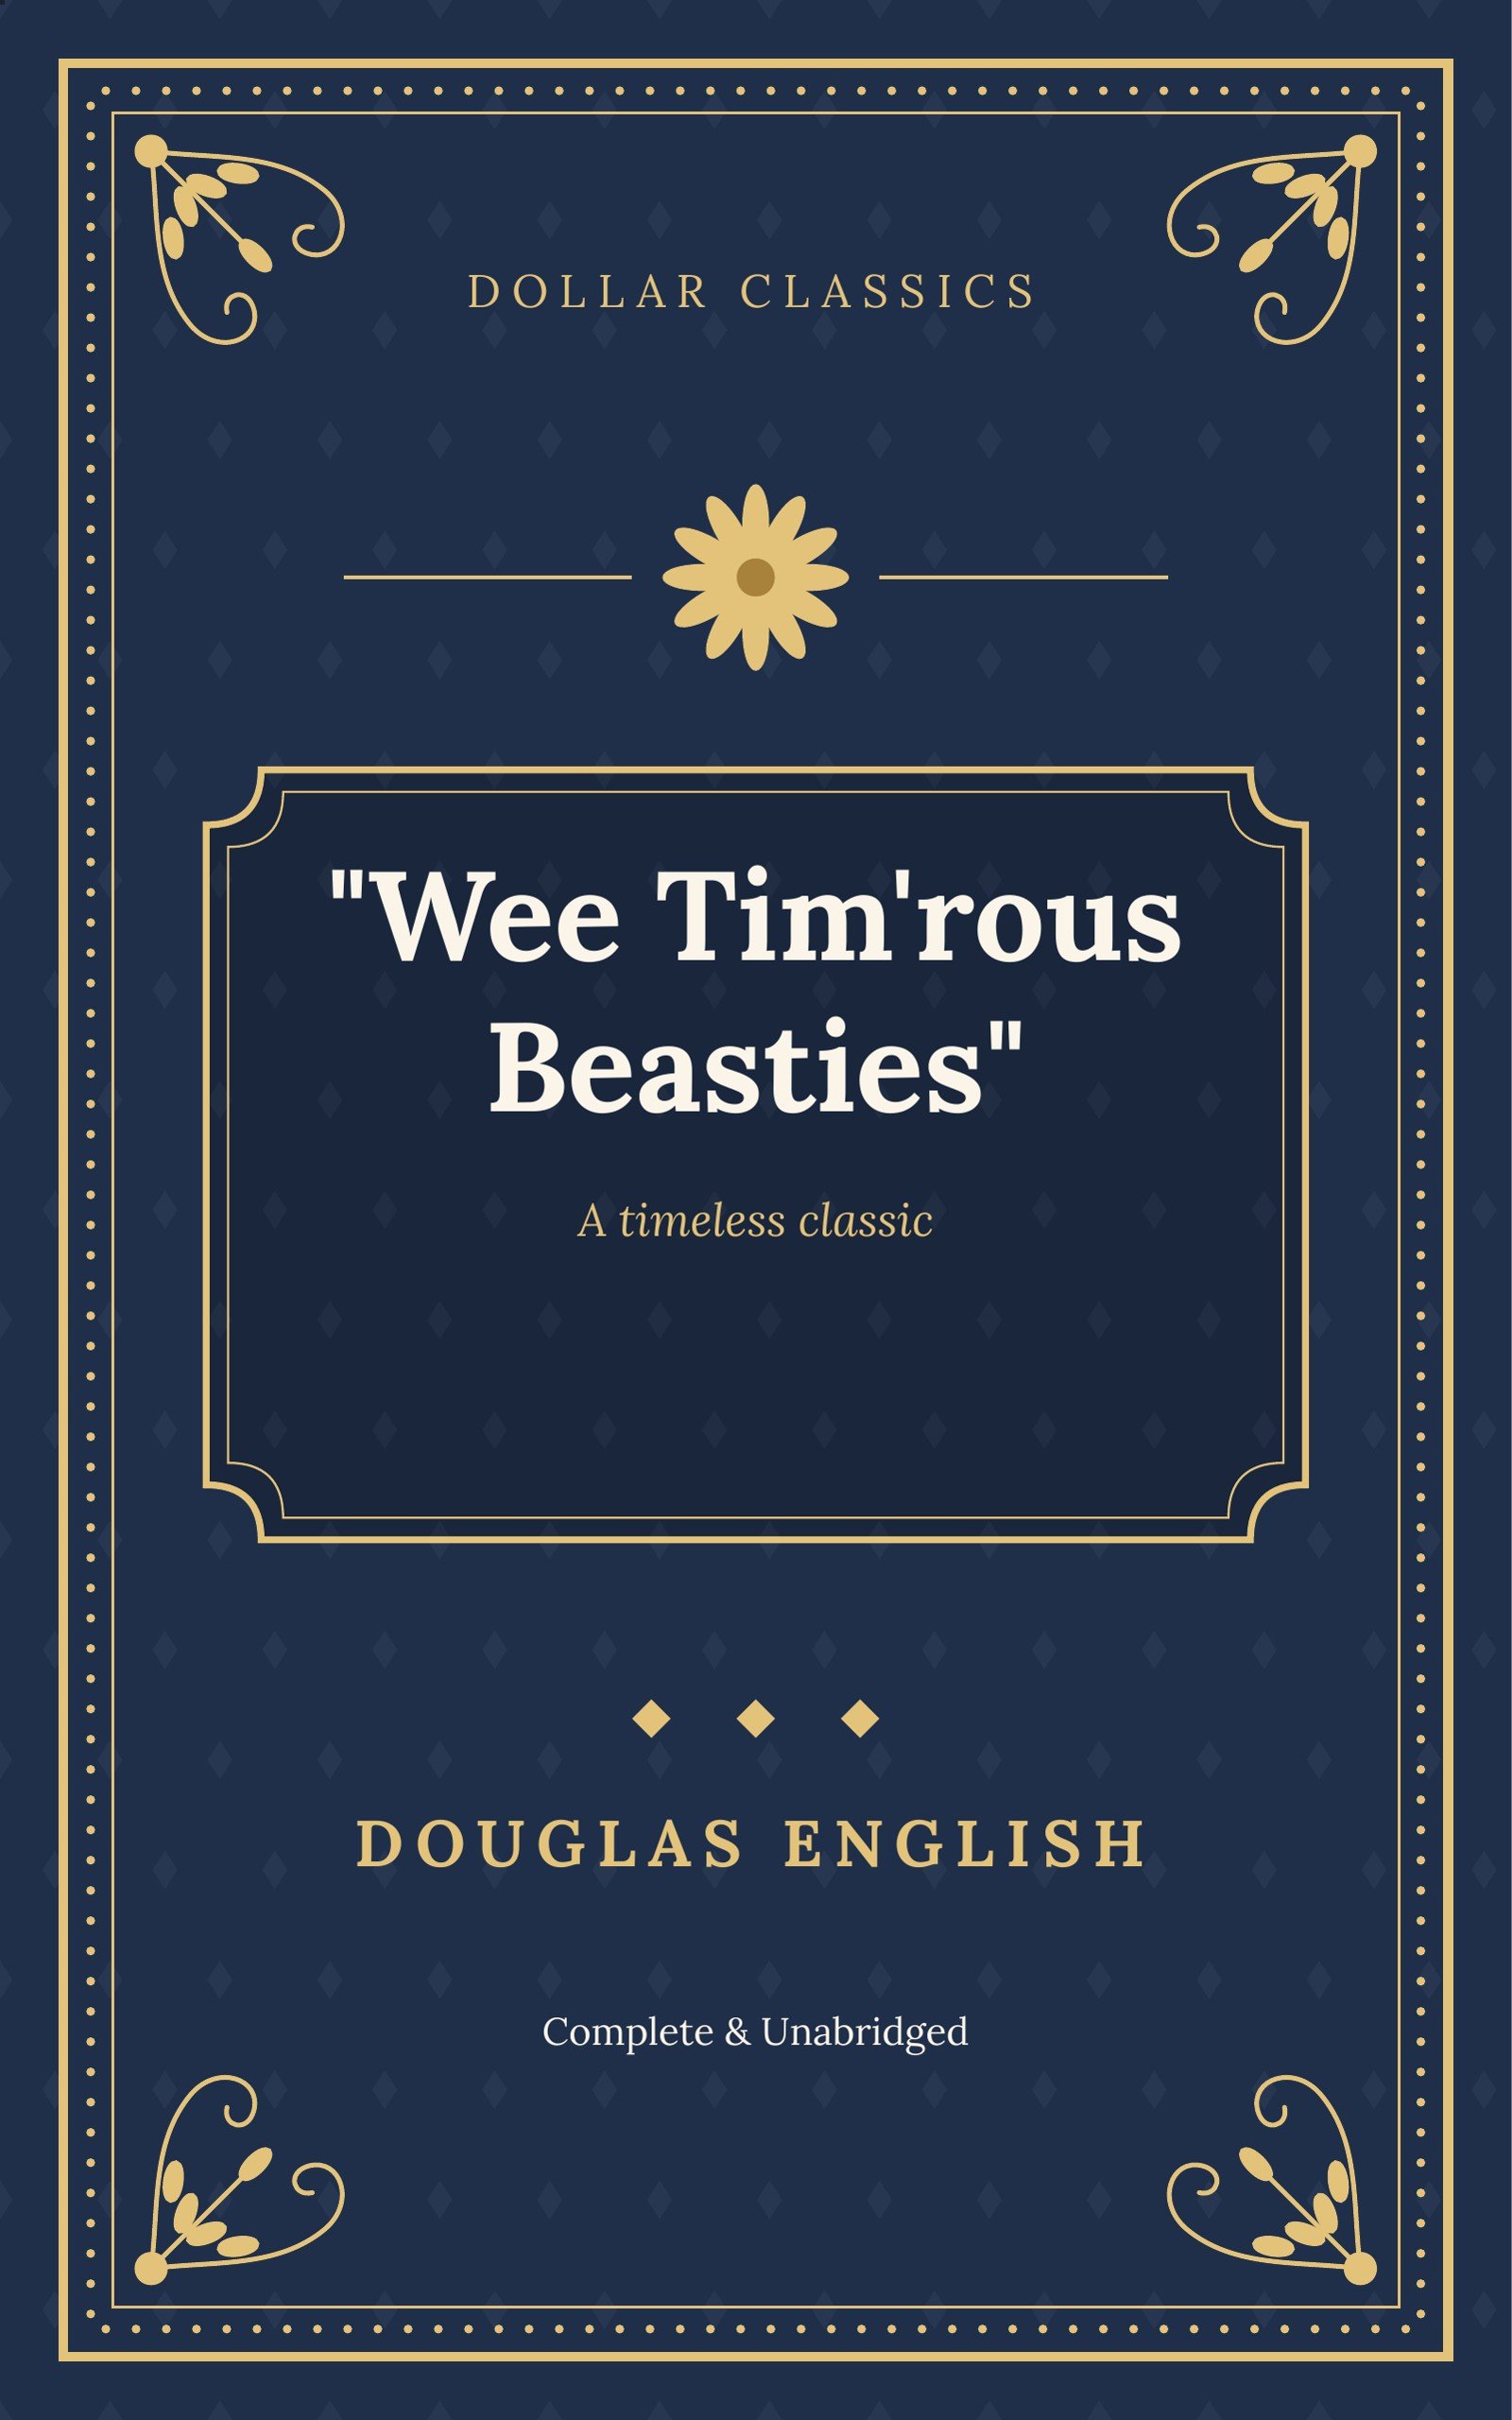 DOLLAR CLASSICS
"Wee Tim'rous
Beasties"
A timeless classic
DOUGLAS ENGLISH
Complete & Unabridged